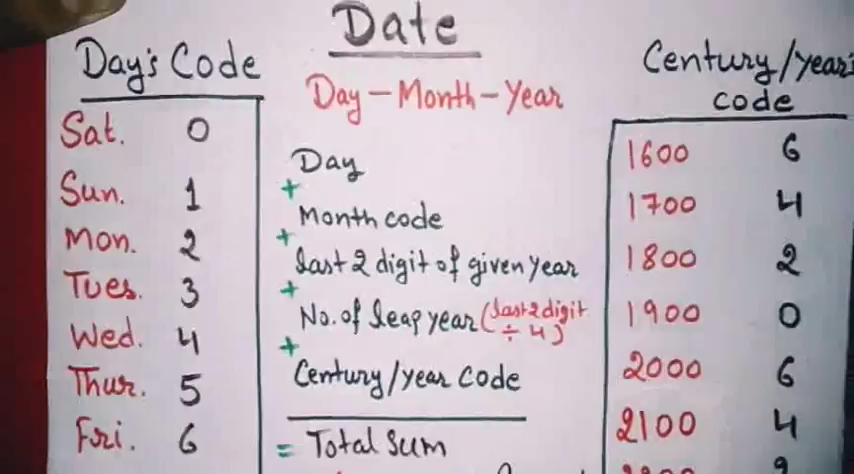 Date
Day's Code
Sat. 0
Sun. 1
Mon. 2
Tues. 3
Wed. 4
Thur. 5
Fri. 6
Day - Month - Year
Day
+
Month code
+
last 2 digit of given year
+
No. of leap year (last 2 digit ÷ 4)
+
Century/year code
= Total Sum
Century/year's
code
1600 6
1700 4
1800 2
1900 0
2000 6
2100 4